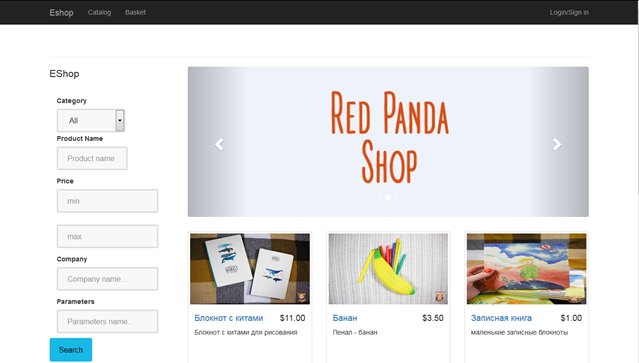 Eshop Catalog Basket Login/Sign in
EShop
Category
All
Product Name
Product name
Price
min
max
Company
Company name...
Parameters
Parameters name...
Search
Red Panda
Shop
Блокнот с китами $11.00
Блокнот с китами для рисования
Банан $3.50
Пенал - банан
Записная книга $1.00
маленькие записные блокноты